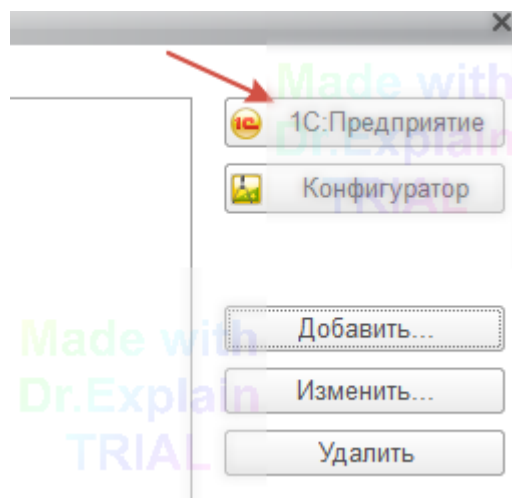 Made with
Dr.Explain
TRIAL
1С:Предприятие
Конфигуратор
Добавить...
Изменить...
Удалить
Made with
Dr.Explain
TRIAL